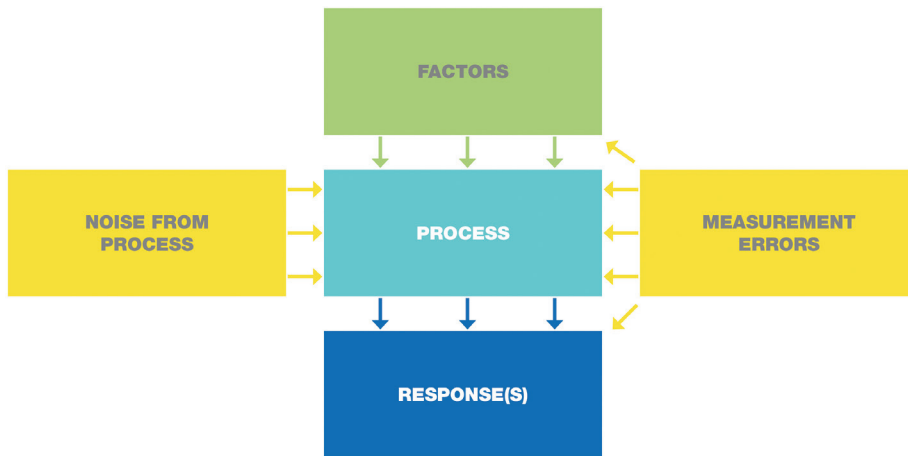 FACTORS
NOISE FROM
PROCESS
PROCESS
MEASUREMENT
ERRORS
RESPONSE(S)